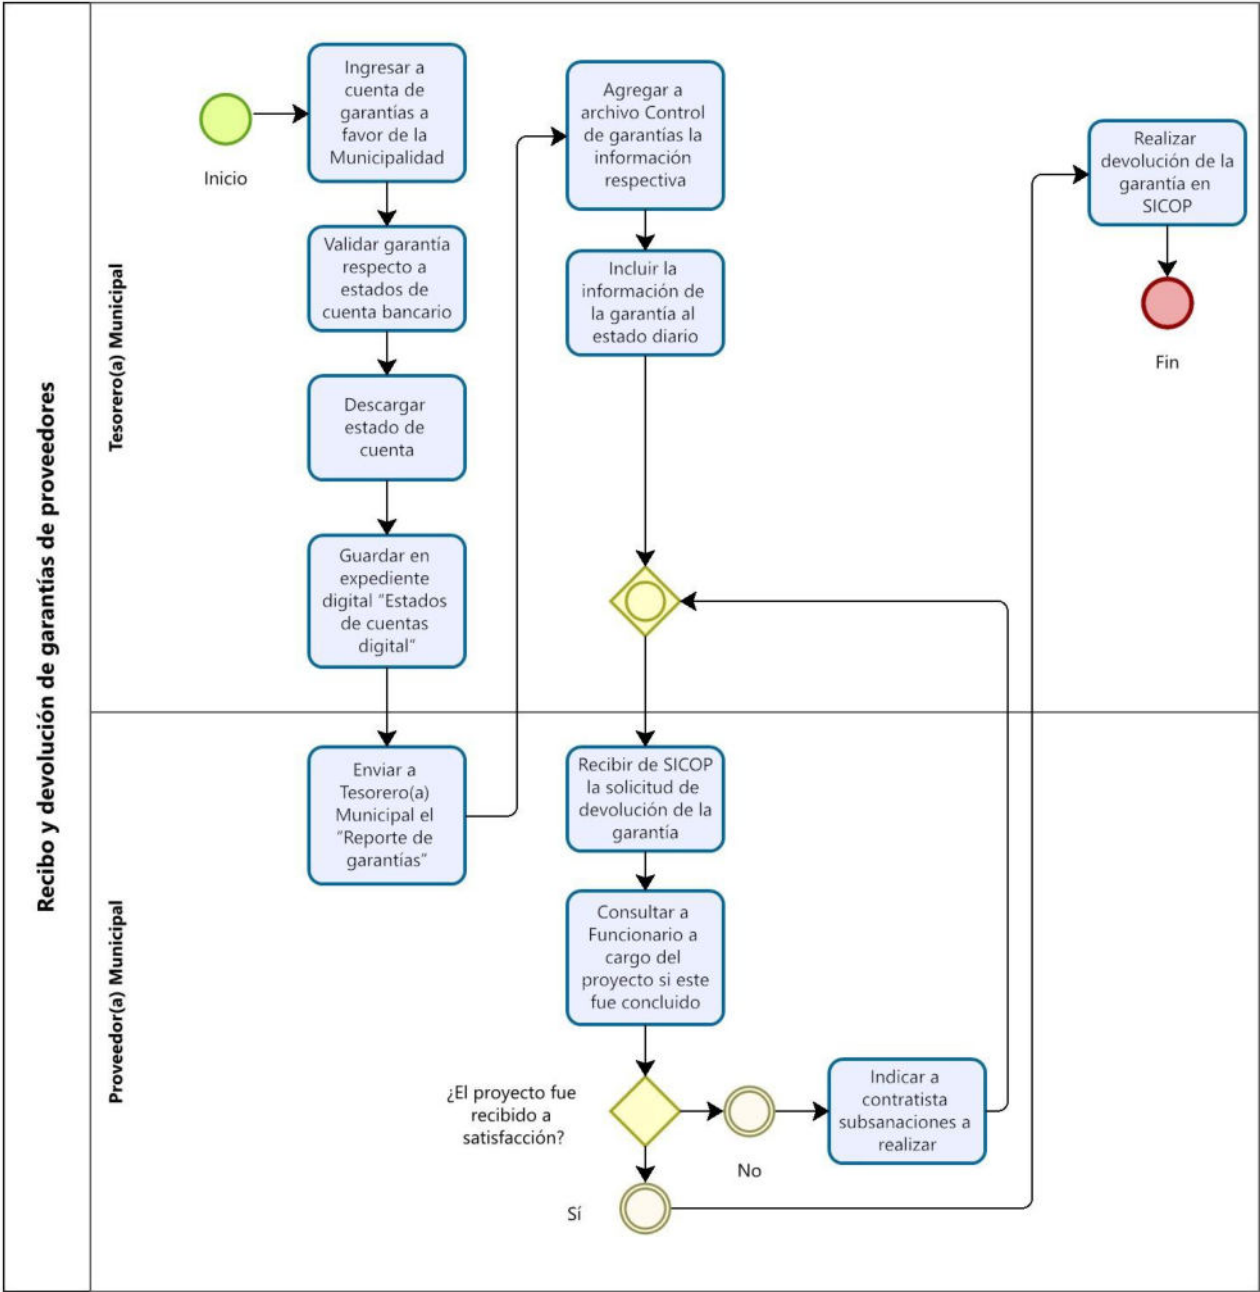 Recibo y devolución de garantías de proveedores
Tesorero(a) Municipal
Inicio
Ingresar a
cuenta de
garantías a
favor de la
Municipalidad
Validar garantía
respecto a
estados de
cuenta bancario
Descargar
estado de
cuenta
Guardar en
expediente
digital “Estados
de cuentas
digital”
Agregar a
archivo Control
de garantías la
información
respectiva
Incluir la
información de
la garantía al
estado diario
Realizar
devolución de la
garantía en
SICOP
Fin
Proveedor(a) Municipal
Enviar a
Tesorero(a)
Municipal el
“Reporte de
garantías”
Recibir de SICOP
la solicitud de
devolución de la
garantía
Consultar a
Funcionario a
cargo del
proyecto si este
fue concluido
¿El proyecto fue
recibido a
satisfacción?
No
Indicar a
contratista
subsanaciones a
realizar
Sí